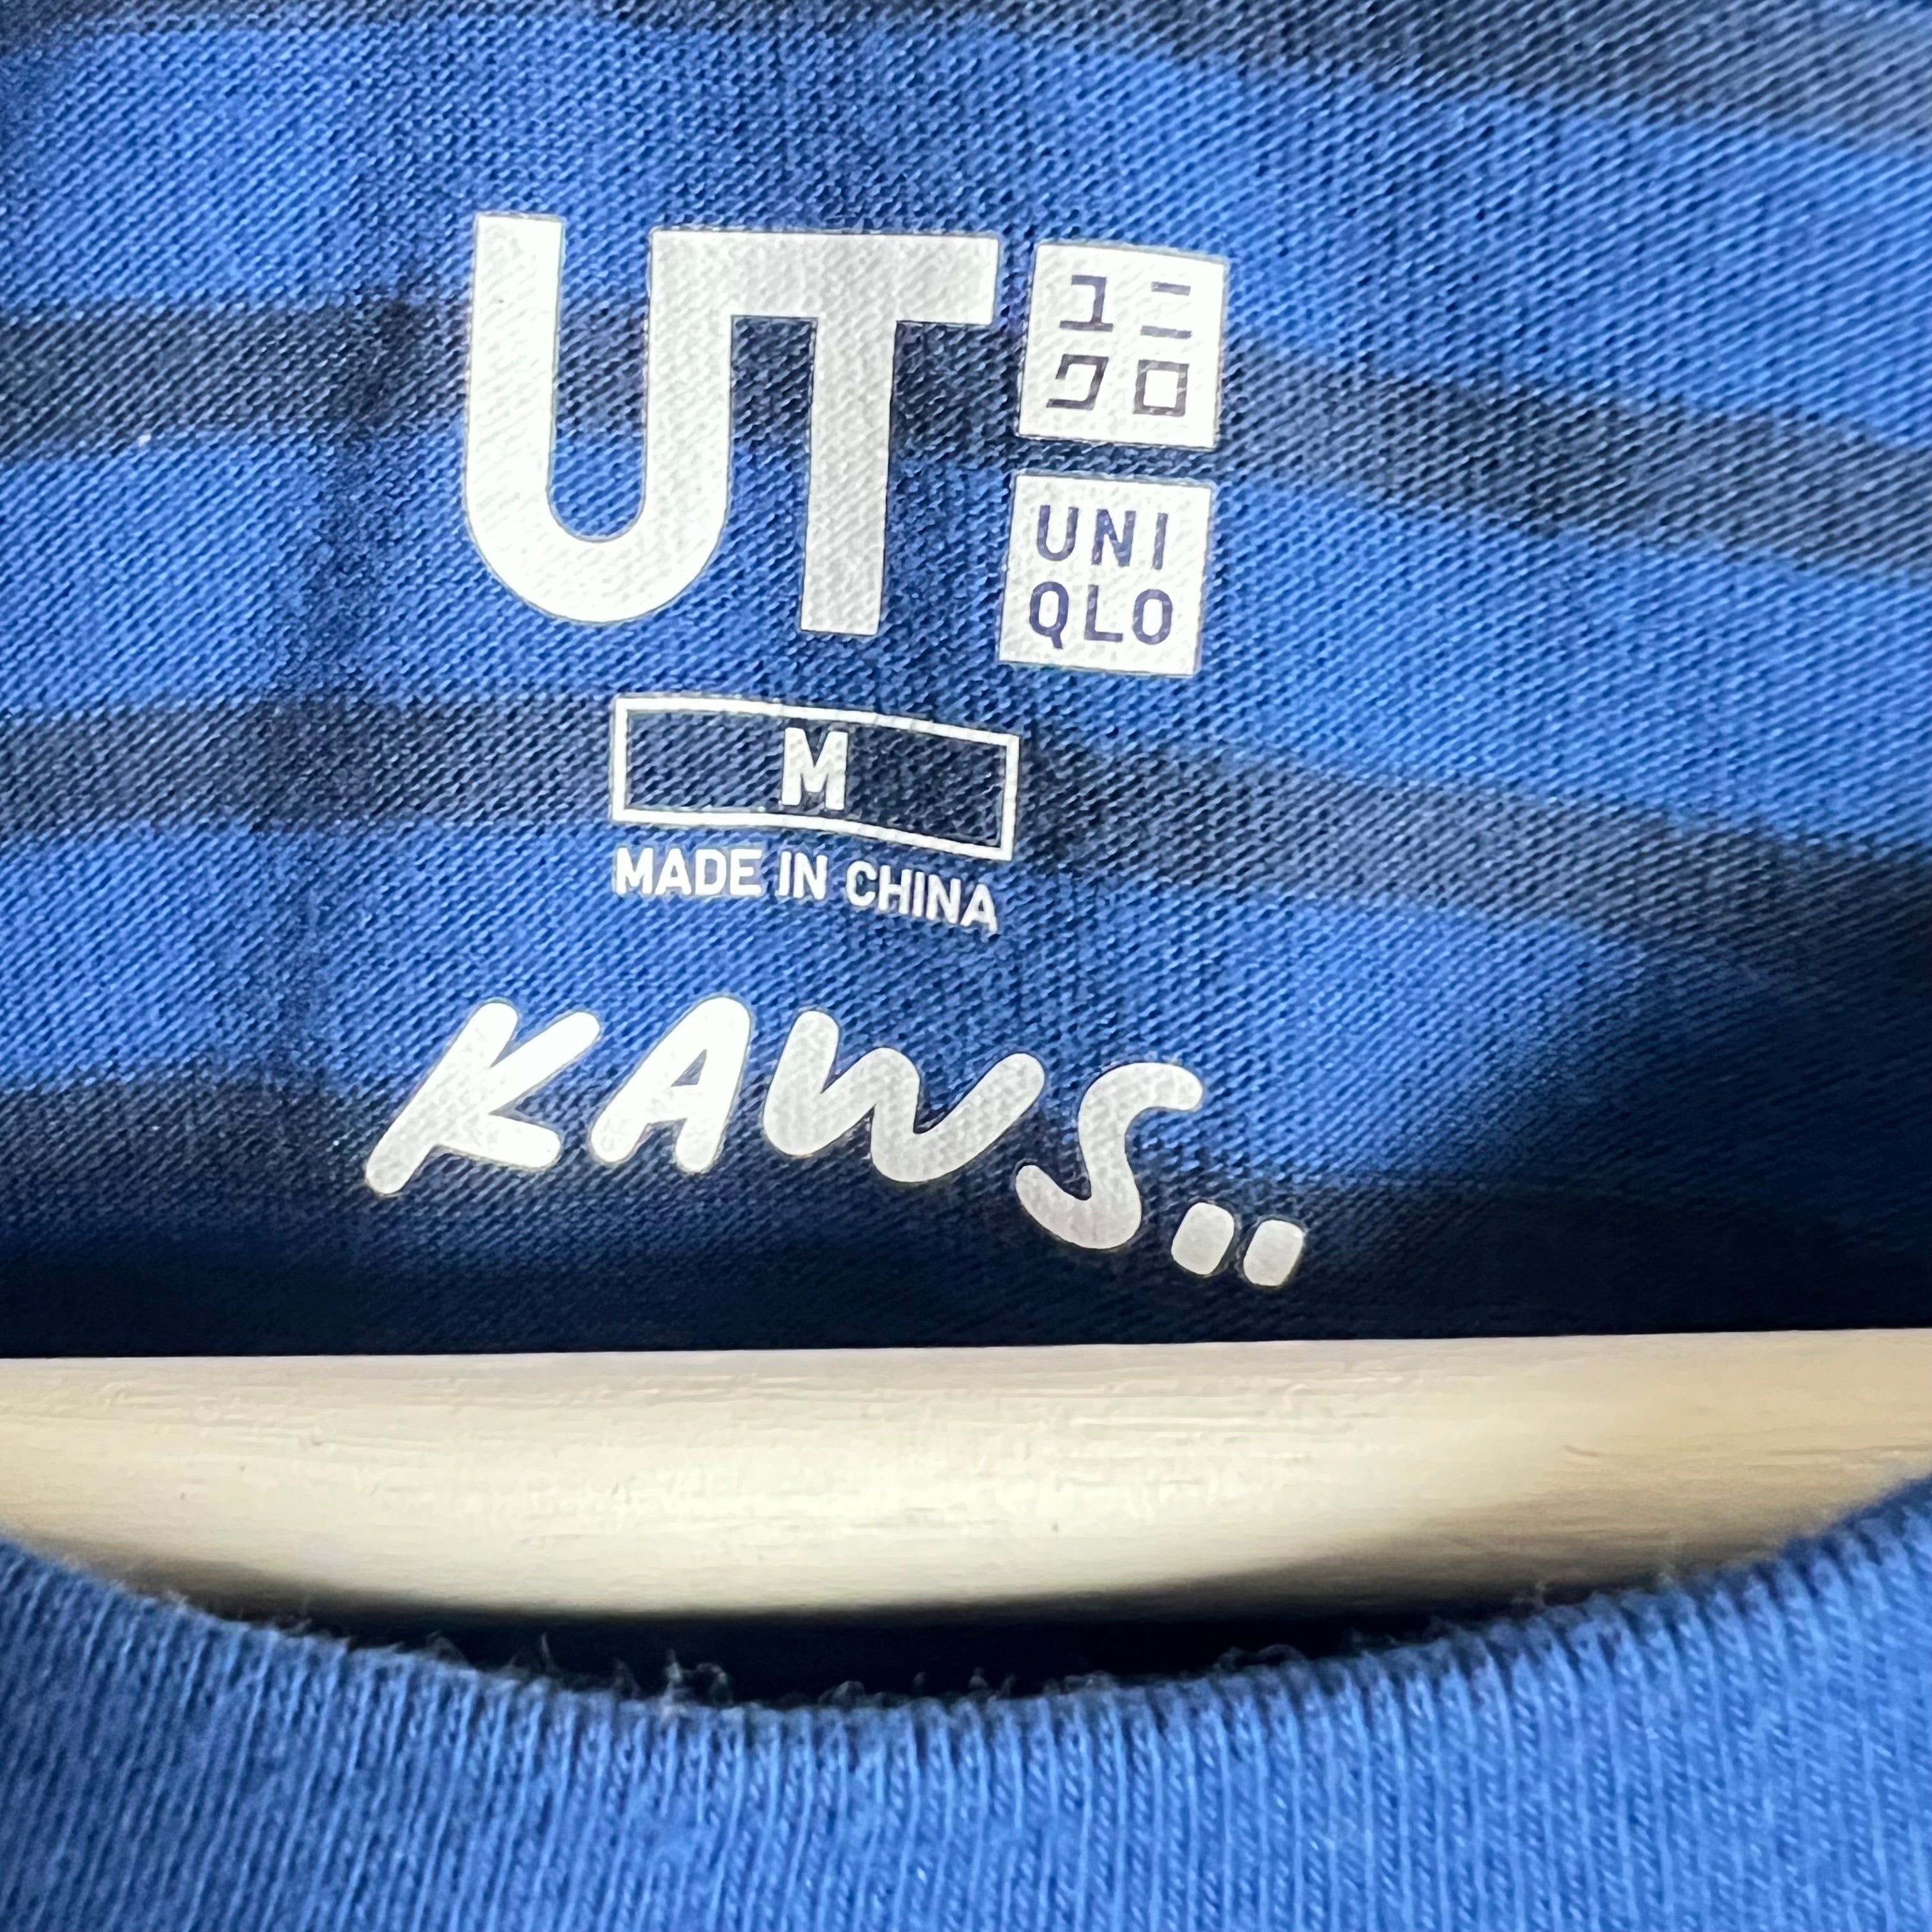 UT
ユニ
クロ
UNI
QLO
M
MADE IN CHINA
KAWS..